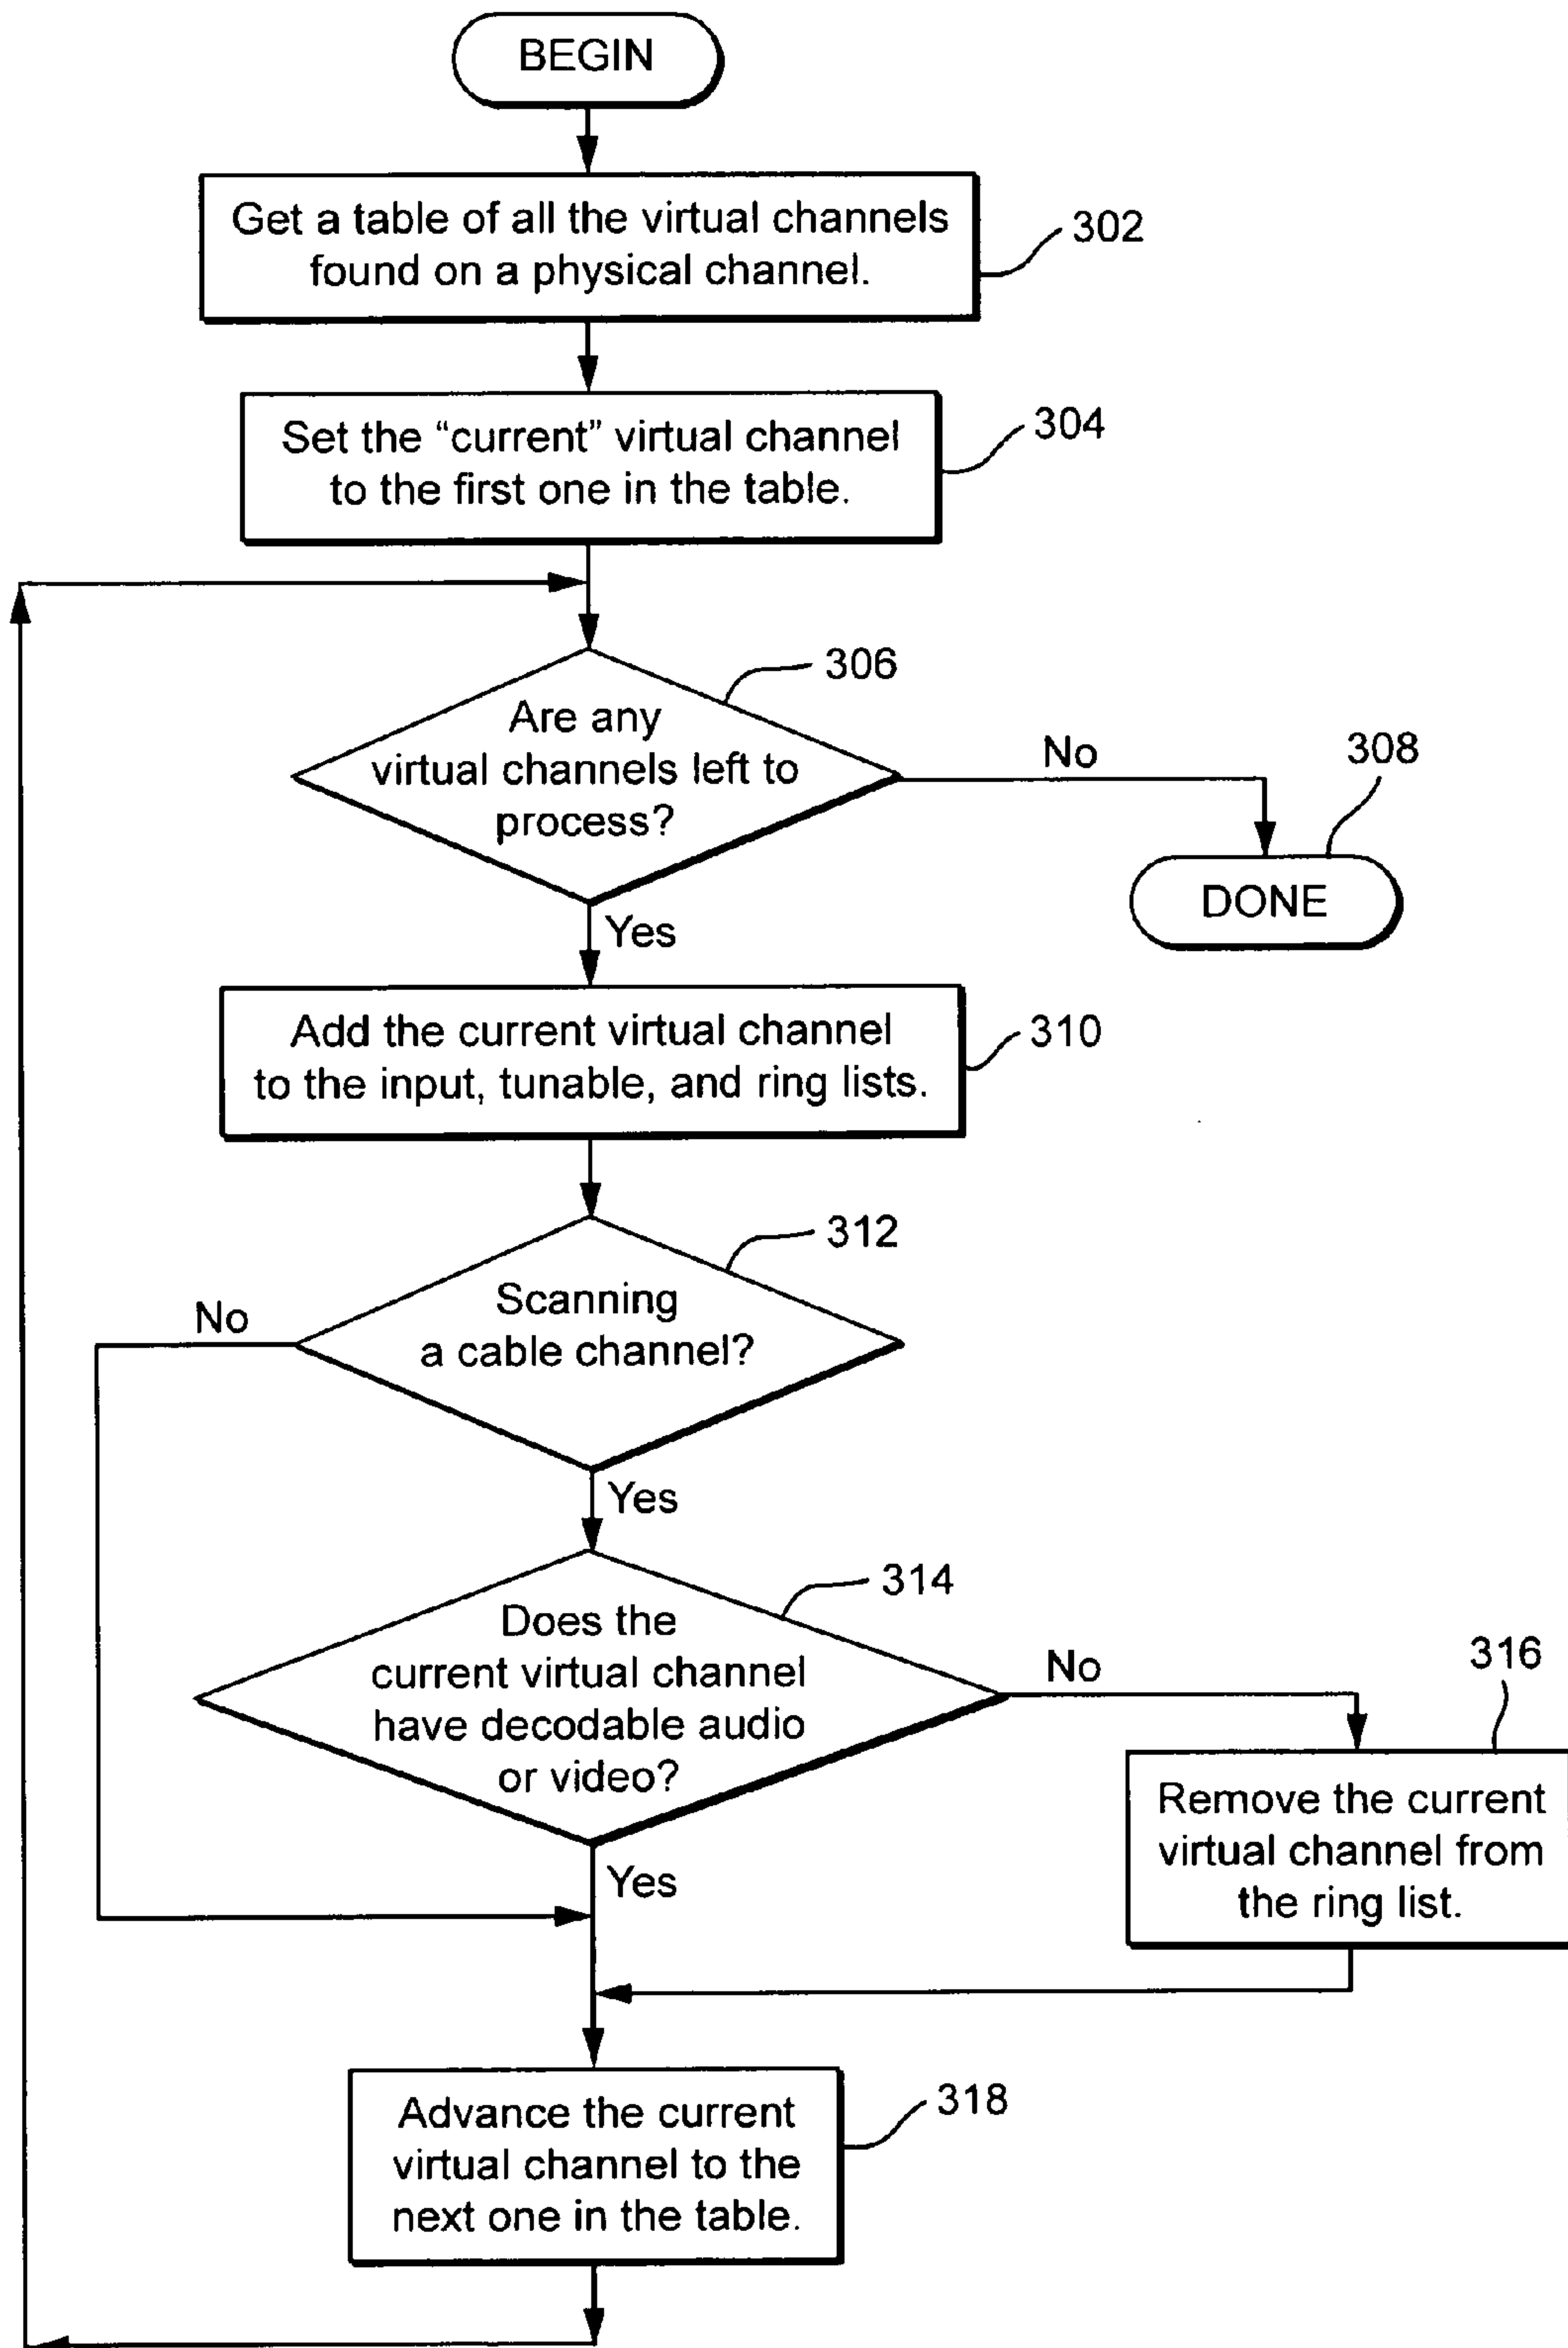 BEGIN
Get a table of all the virtual channels
found on a physical channel.
302
Set the “current” virtual channel
to the first one in the table.
304
306
Are any
virtual channels left to
process?
No
308
DONE
Yes
Add the current virtual channel
to the input, tunable, and ring lists.
310
312
Scanning
a cable channel?
No
Yes
314
Does the
current virtual channel
have decodable audio
or video?
No
316
Remove the current
virtual channel from
the ring list.
Yes
Advance the current
virtual channel to the
next one in the table.
318